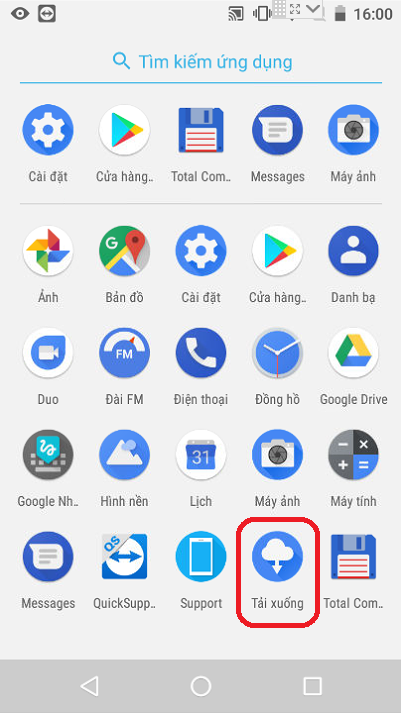 16:00
Tìm kiếm ứng dụng
Cài đặt
Cửa hàng..
Total Com..
Messages
Máy ảnh
Ảnh
Bản đồ
Cài đặt
Cửa hàng..
Danh bạ
Duo
Đài FM
Điện thoại
Đồng hồ
Google Drive
Google Nh..
Hình nền
Lịch
Máy ảnh
Máy tính
Messages
QuickSupp..
Support
Tải xuống
Total Com..
G
FM
31
QS